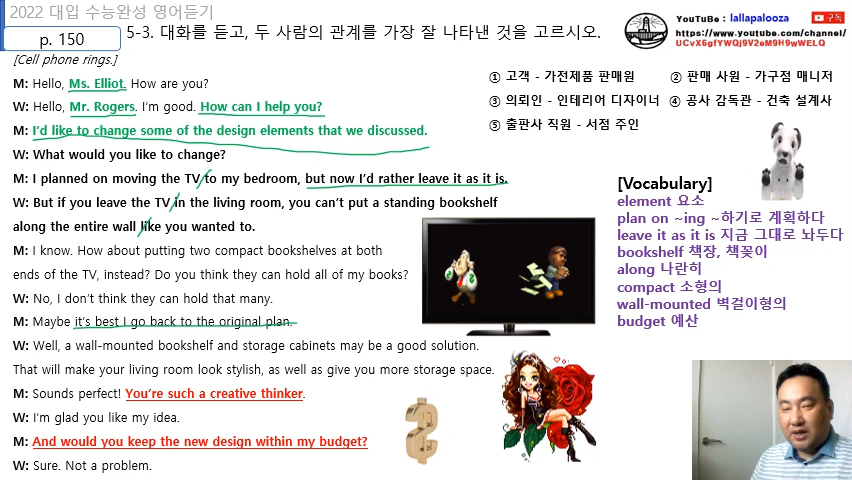 2022 대입 수능완성 영어듣기
p. 150
5-3. 대화를 듣고, 두 사람의 관계를 가장 잘 나타낸 것을 고르시오.
YouTuBe : lallapalooza
구독
https://www.youtube.com/channel/
UCvX6gfYWQj9V2eM9H9wWELQ
[Cell phone rings.]
M: Hello, Ms. Elliot. How are you?
W: Hello, Mr. Rogers. I'm good. How can I help you?
M: I'd like to change some of the design elements that we discussed.
W: What would you like to change?
M: I planned on moving the TV to my bedroom, but now I'd rather leave it as it is.
W: But if you leave the TV in the living room, you can't put a standing bookshelf
along the entire wall like you wanted to.
M: I know. How about putting two compact bookshelves at both
ends of the TV, instead? Do you think they can hold all of my books?
W: No, I don't think they can hold that many.
M: Maybe it's best I go back to the original plan.
W: Well, a wall-mounted bookshelf and storage cabinets may be a good solution.
That will make your living room look stylish, as well as give you more storage space.
M: Sounds perfect! You're such a creative thinker.
W: I'm glad you like my idea.
M: And would you keep the new design within my budget?
W: Sure. Not a problem.
① 고객 - 가전제품 판매원 ② 판매 사원 - 가구점 매니저
③ 의뢰인 - 인테리어 디자이너 ④ 공사 감독관 - 건축 설계사
⑤ 출판사 직원 - 서점 주인
[Vocabulary]
element 요소
plan on ~ing ~하기로 계획하다
leave it as it is 지금 그대로 놔두다
bookshelf 책장, 책꽂이
along 나란히
compact 소형의
wall-mounted 벽걸이형의
budget 예산